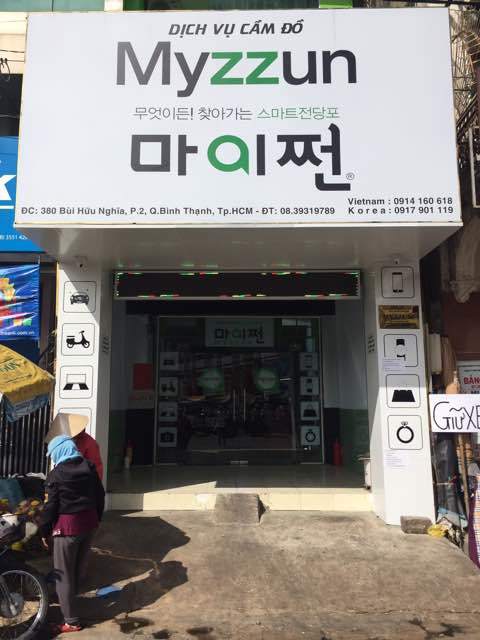 DỊCH VỤ CẦM ĐỒ
Myzzun
무엇이든! 찾아가는 스마트전당포
마이쩐®
ĐC: 380 Bùi Hữu Nghĩa, P.2, Q.Bình Thạnh, Tp.HCM - ĐT: 08.39319789
Vietnam : 0914 160 618
Korea : 0917 901 119
마이쩐
GIỮ XE